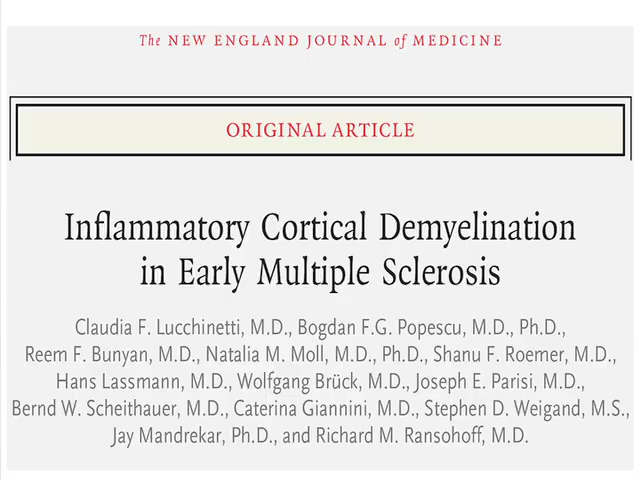 The NEW ENGLAND JOURNAL of MEDICINE
ORIGINAL ARTICLE
Inflammatory Cortical Demyelination
in Early Multiple Sclerosis
Claudia F. Lucchinetti, M.D., Bogdan F.G. Popescu, M.D., Ph.D.,
Reem F. Bunyan, M.D., Natalia M. Moll, M.D., Ph.D., Shanu F. Roemer, M.D.,
Hans Lassmann, M.D., Wolfgang Brück, M.D., Joseph E. Parisi, M.D.,
Bernd W. Scheithauer, M.D., Caterina Giannini, M.D., Stephen D. Weigand, M.S.,
Jay Mandrekar, Ph.D., and Richard M. Ransohoff, M.D.